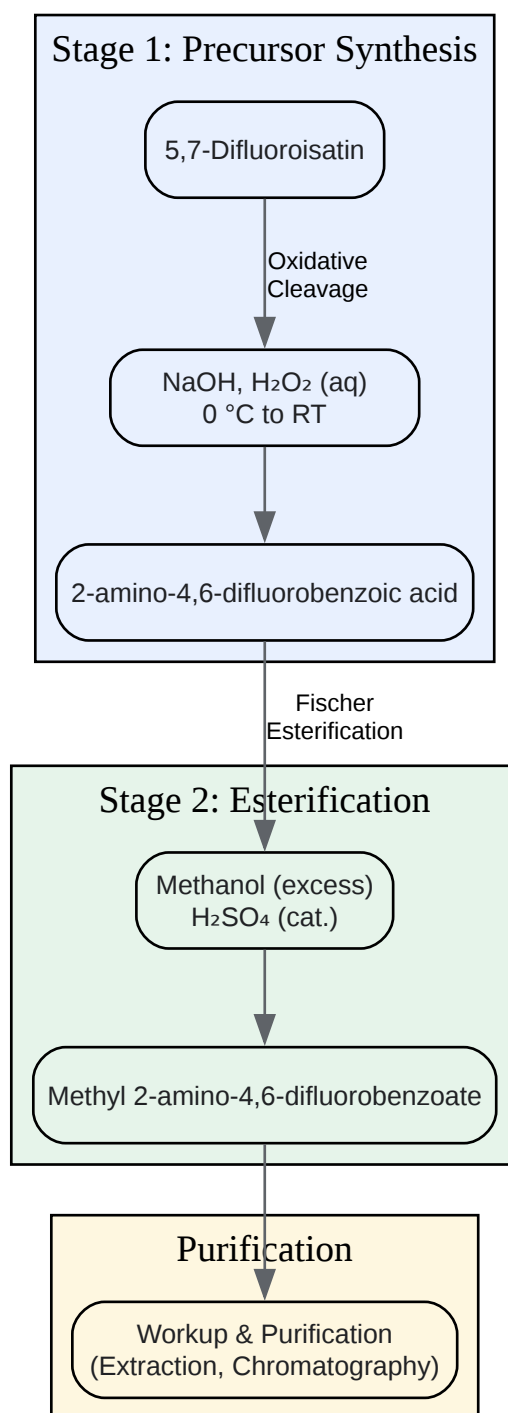 Stage 1: Precursor Synthesis
5,7-Difluoroisatin
Oxidative
Cleavage
NaOH, H₂O₂ (aq)
0 °C to RT
2-amino-4,6-difluorobenzoic acid
Fischer
Esterification
Stage 2: Esterification
Methanol (excess)
H₂SO₄ (cat.)
Methyl 2-amino-4,6-difluorobenzoate
Purification
Workup & Purification
(Extraction, Chromatography)